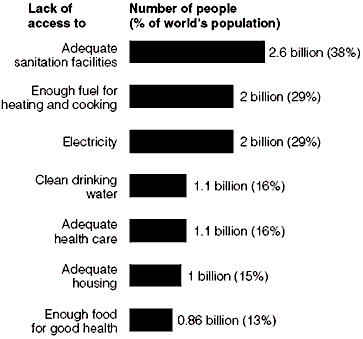 Lack of
access to
Number of people
(% of world's population)
Adequate
sanitation facilities
2.6 billion (38%)
Enough fuel for
heating and cooking
2 billion (29%)
Electricity
2 billion (29%)
Clean drinking
water
1.1 billion (16%)
Adequate
health care
1.1 billion (16%)
Adequate
housing
1 billion (15%)
Enough food
for good health
0.86 billion (13%)